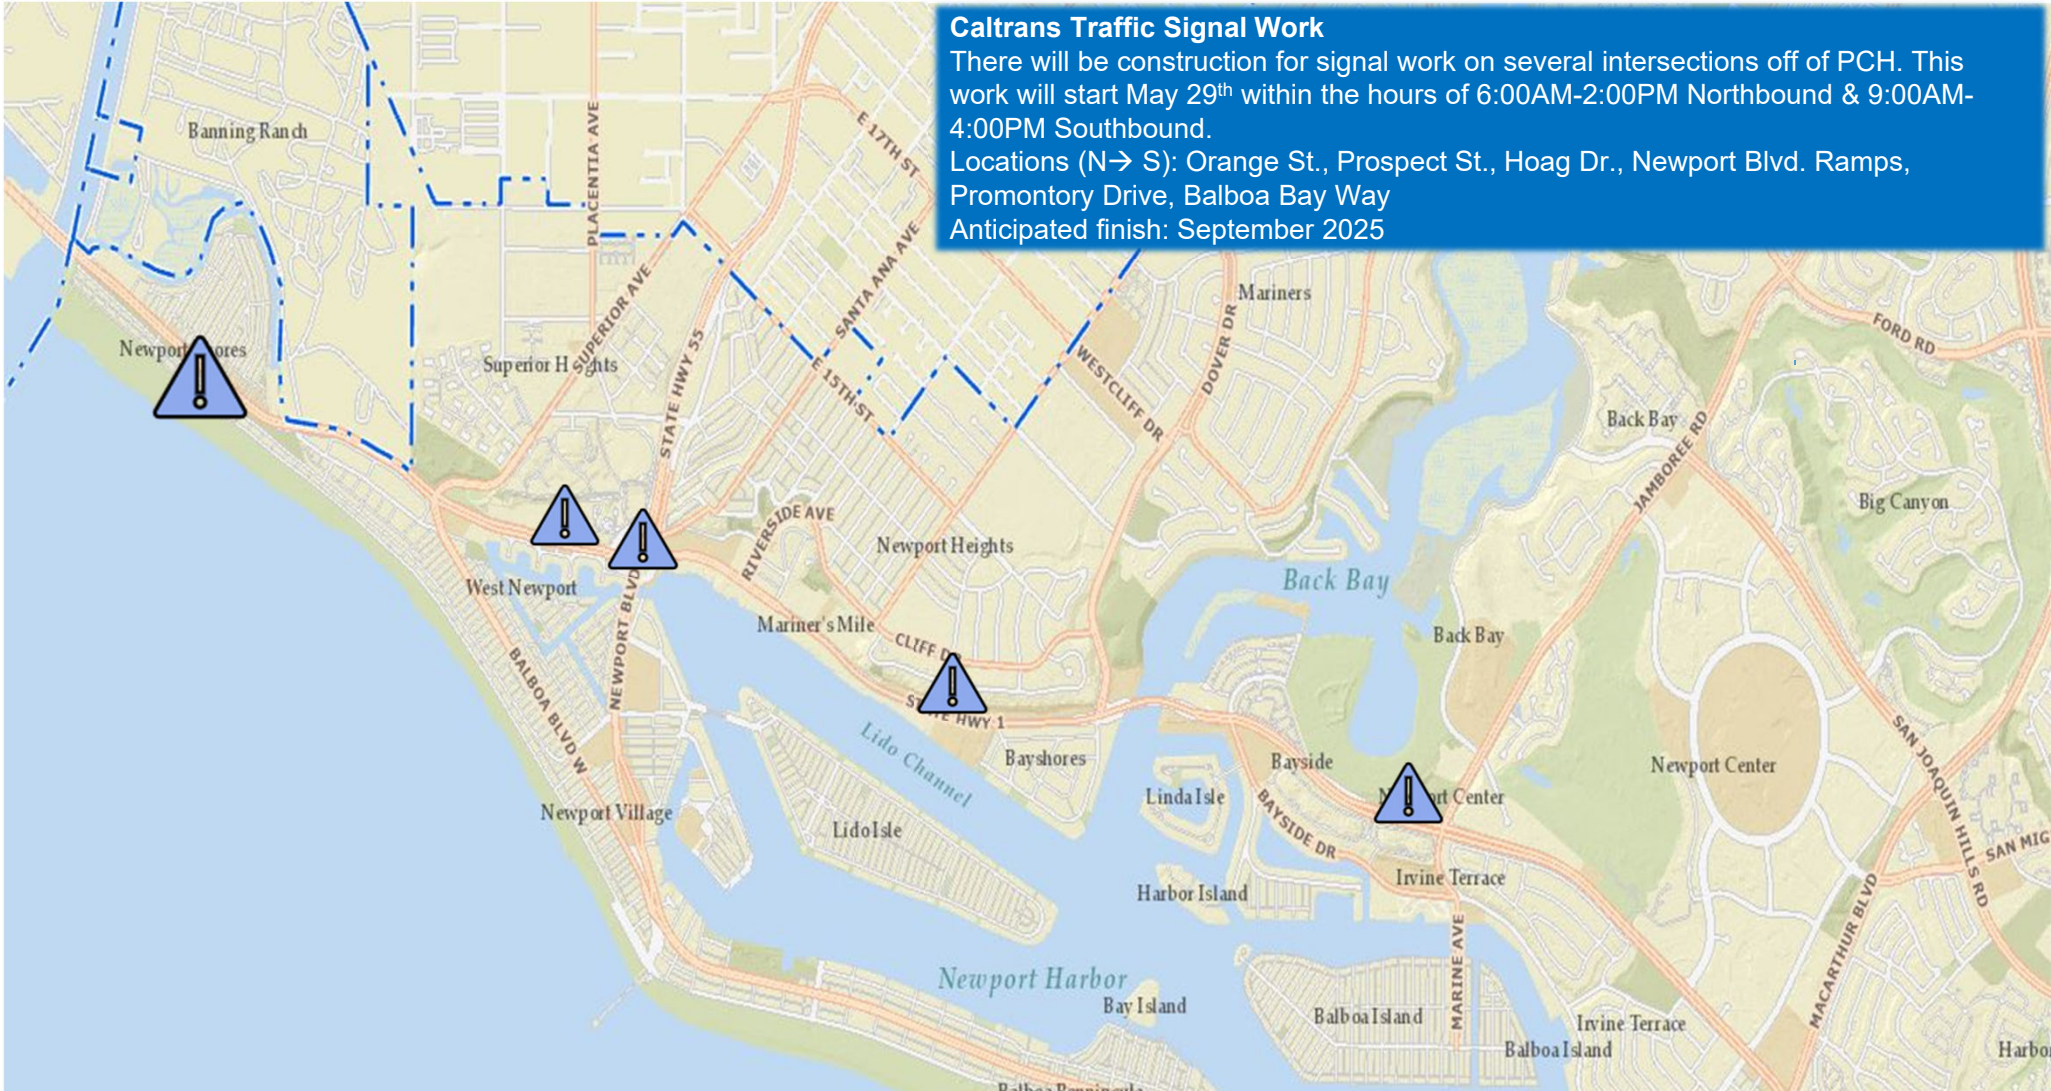 Caltrans Traffic Signal Work
There will be construction for signal work on several intersections off of PCH. This
work will start May 29th within the hours of 6:00AM-2:00PM Northbound & 9:00AM-
4:00PM Southbound.
Locations (N→ S): Orange St., Prospect St., Hoag Dr., Newport Blvd. Ramps,
Promontory Drive, Balboa Bay Way
Anticipated finish: September 2025
Banning Ranch
PLACENTIA AVE
E 17TH ST
SANTA ANA AVE
SUPERIOR AVE
Mariners
FORD RD
Newport
Superior H ghts
STATE HWY 55
E 15TH ST
WESTCLIFF DR
DOVER DR
Back Bay
JAMBOREE RD
Big Canyon
RIVERSIDE AVE
Newport Heights
West Newport
Back Bay
NEWPORT BLVD
Mariner's Mile
CLIFF
Back Bay
BALBOA BLVD W
HWY 1
Lido Channel
Bayshores
Bayside
Newport Center
SAN JOAQUIN HILLS RD
Linda Isle
rt Center
Newport Village
Lido Isle
BAYSIDE DR
SAN MIG
Harbor Island
Irvine Terrace
MARINE AVE
MACARTHUR BLVD
Newport Harbor
Bay Island
Balboa Island
Irvine Terrace
Balboa Island
Harbo